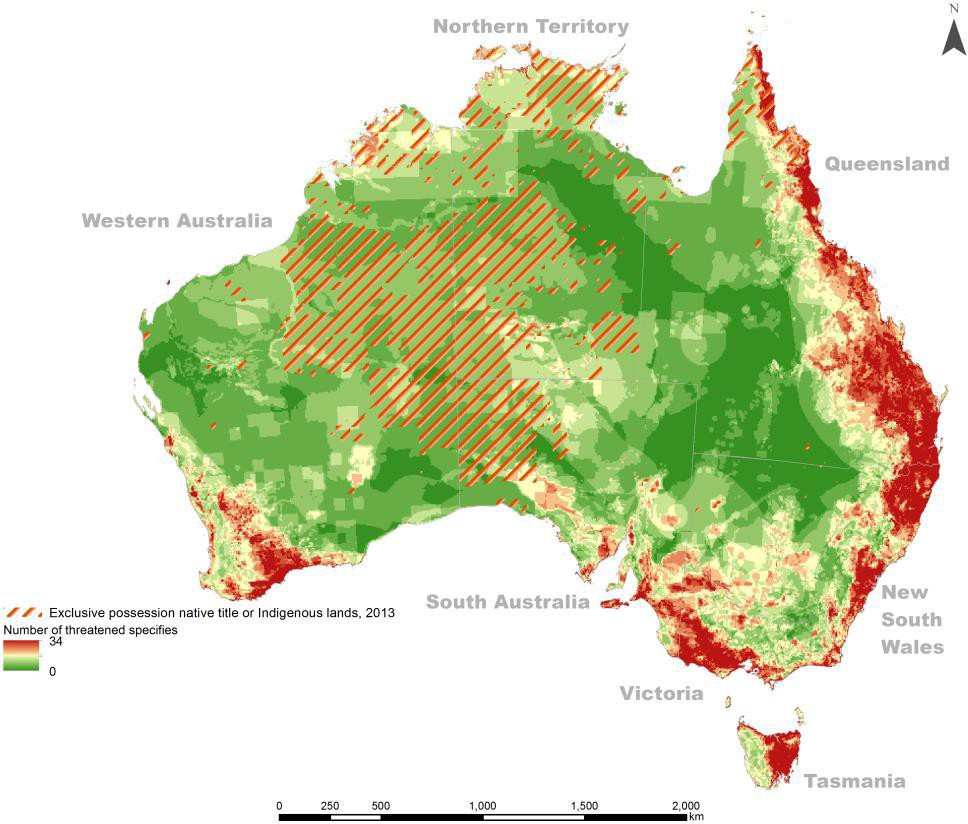 N
Northern Territory
Queensland
Western Australia
Exclusive possession native title or Indigenous lands, 2013
Number of threatened specifies
34
0
South Australia
New
South
Wales
Victoria
Tasmania
0 250 500 1,000 1,500 2,000
km